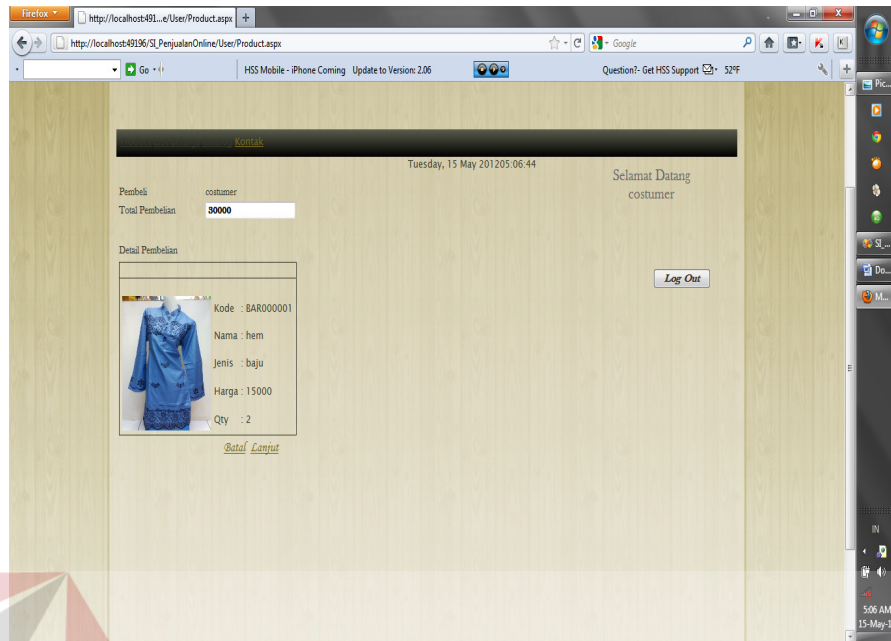 Firefox
http://localhost:491...e/User/Product.aspx
http://localhost:49196/SI_PenjualanOnline/User/Product.aspx
Google
Go
HSS Mobile - iPhone Coming Update to Version: 2.06
Question?- Get HSS Support
52°F
Pic...
Kontak
Tuesday, 15 May 201205:06:44
Selamat Datang
costumer
Pembeli costumer
Total Pembelian 30000
Detail Pembelian
Log Out
Kode : BAR000001
Nama : hem
Jenis : baju
Harga : 15000
Qty : 2
Batal Lanjut
SI_...
Do...
M...
IN
5:06 AM
15-May-1